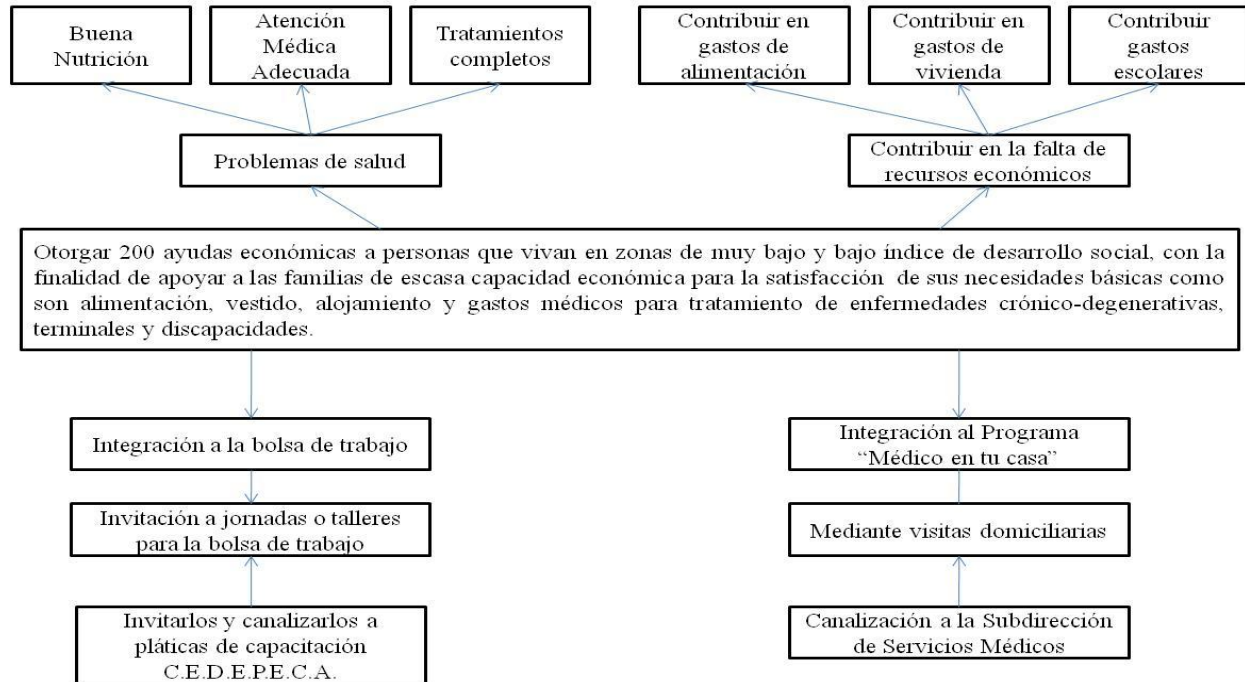 Buena
Nutrición
Atención
Médica
Adecuada
Tratamientos
completos
Contribuir en
gastos de
alimentación
Contribuir en
gastos de
vivienda
Contribuir
gastos
escolares
Problemas de salud
Contribuir en la falta de
recursos económicos
Otorgar 200 ayudas económicas a personas que vivan en zonas de muy bajo y bajo índice de desarrollo social, con la
finalidad de apoyar a las familias de escasa capacidad económica para la satisfacción de sus necesidades básicas como
son alimentación, vestido, alojamiento y gastos médicos para tratamiento de enfermedades crónico-degenerativas,
terminales y discapacidades.
Integración a la bolsa de trabajo
Integración al Programa
“Médico en tu casa”
Invitación a jornadas o talleres
para la bolsa de trabajo
Mediante visitas domiciliarias
Invitarlos y canalizarlos a
pláticas de capacitación
C.E.D.E.P.E.C.A.
Canalización a la Subdirección
de Servicios Médicos